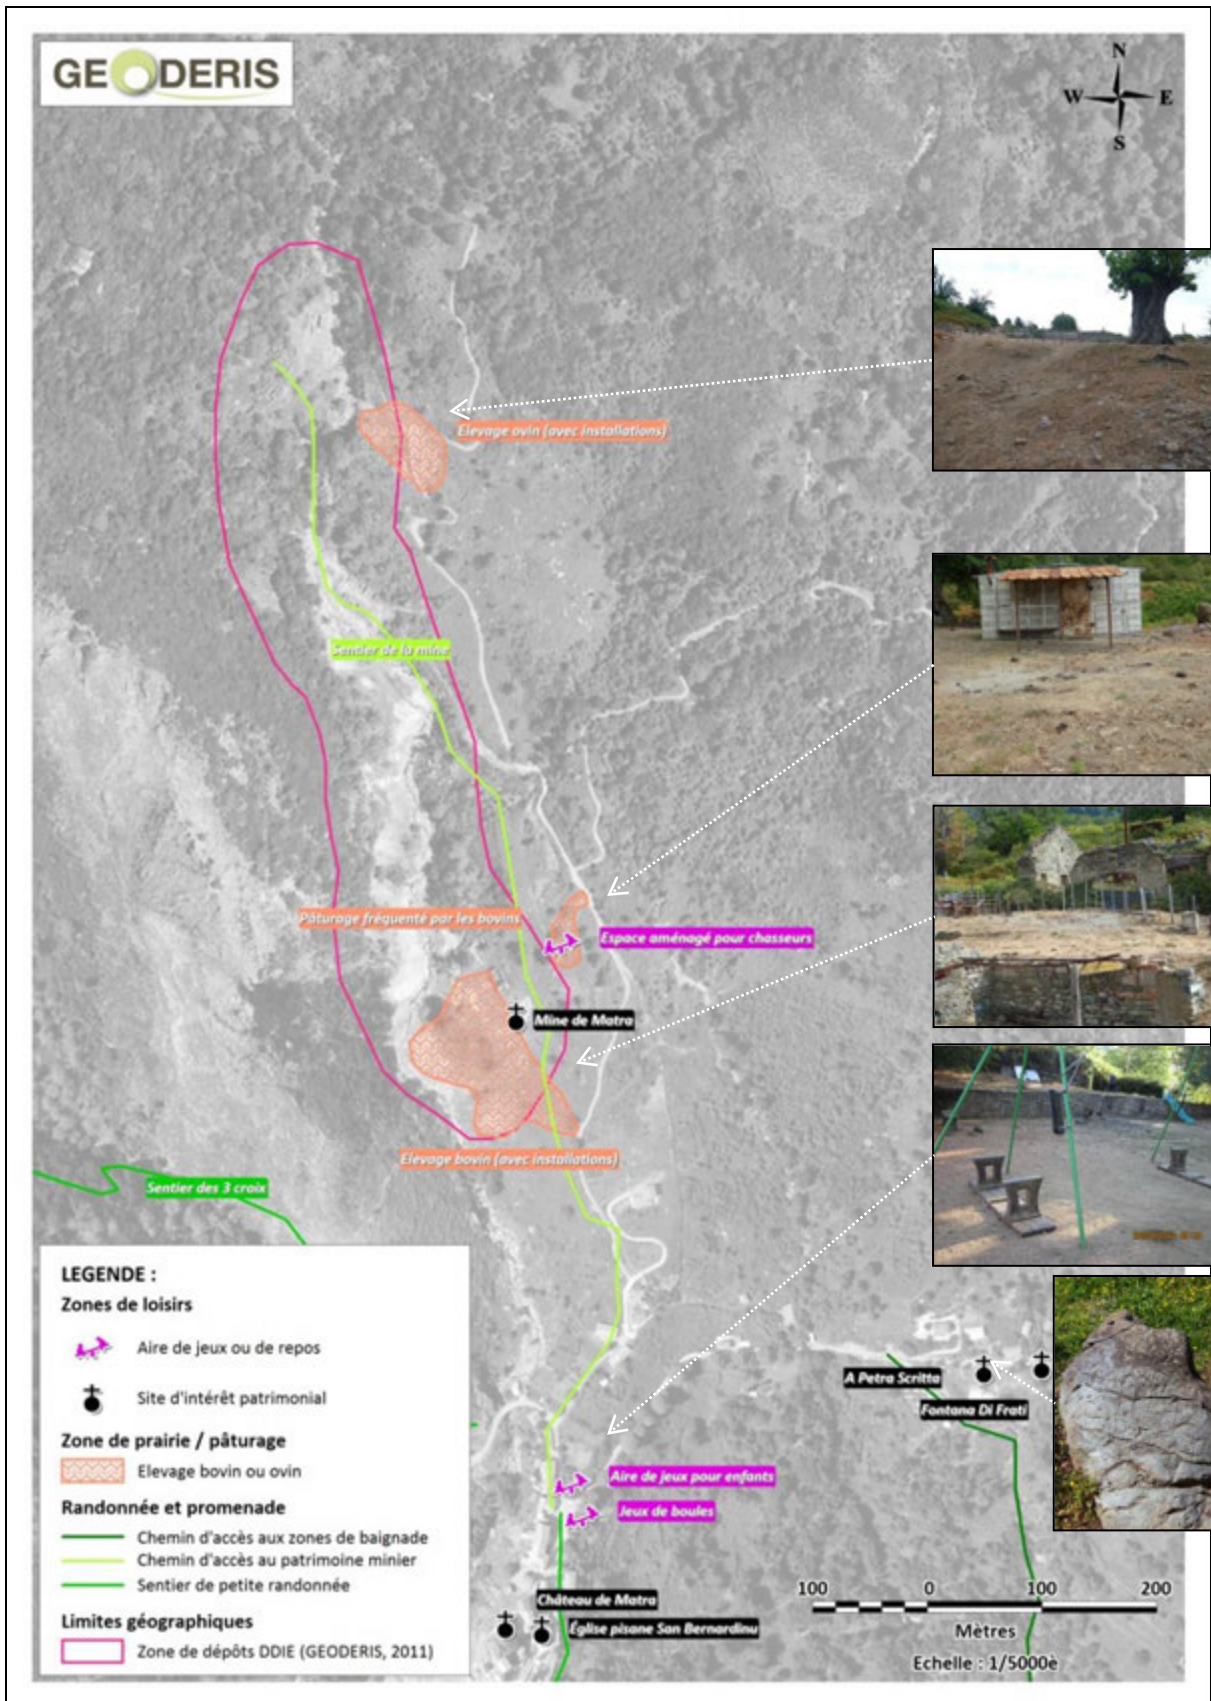 GEODERIS
N
W E
S
Elevage ovin (avec installations)
Sentier de la mine
Pâturage fréquenté par les bovins
Espace aménagé pour chasseurs
Mine de Matra
Elevage bovin (avec installations)
Sentier des 3 croix
A Petra Scritta
Fontana Di Frati
Aire de jeux pour enfants
Jeux de boules
Château de Matra
Église pisane San Bernardinu
LEGENDE :
Zones de loisirs
Aire de jeux ou de repos
Site d'intérêt patrimonial
Zone de prairie / pâturage
Elevage bovin ou ovin
Randonnée et promenade
Chemin d'accès aux zones de baignade
Chemin d'accès au patrimoine minier
Sentier de petite randonnée
Limites géographiques
Zone de dépôts DDIE (GEODERIS, 2011)
100 0 100 200
Mètres
Echelle : 1/5000è